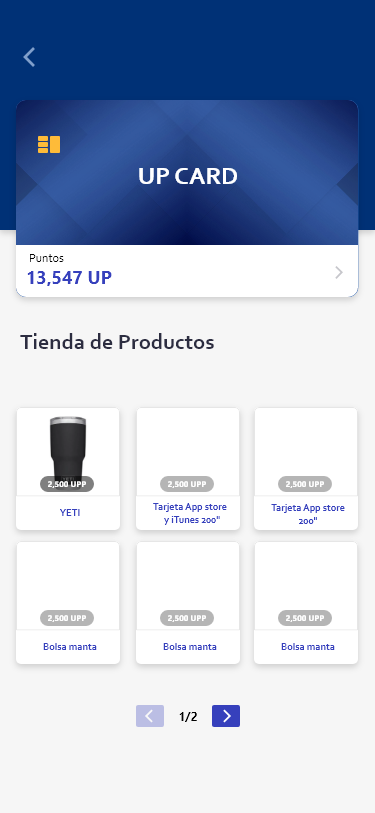 UP CARD
Puntos
13,547 UP
Tienda de Productos
2,500 UPP
2,500 UPP
2,500 UPP
YETI
Tarjeta App store
y iTunes 200"
Tarjeta App store
200"
2,500 UPP
2,500 UPP
2,500 UPP
Bolsa manta
Bolsa manta
Bolsa manta
1/2